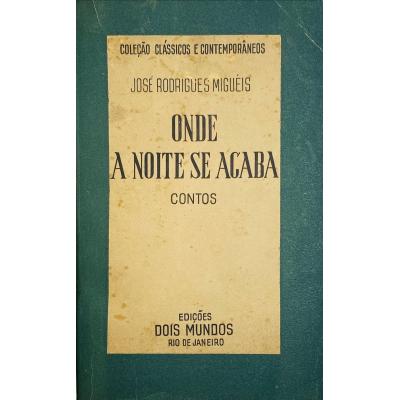 COLEÇÃO CLÁSSICOS E CONTEMPORÂNEOS
JOSÉ RODRIGUES MIGUÉIS
ONDE
A NOITE SE ACABA
CONTOS
EDIÇÕES
DOIS MUNDOS
RIO DE JANEIRO